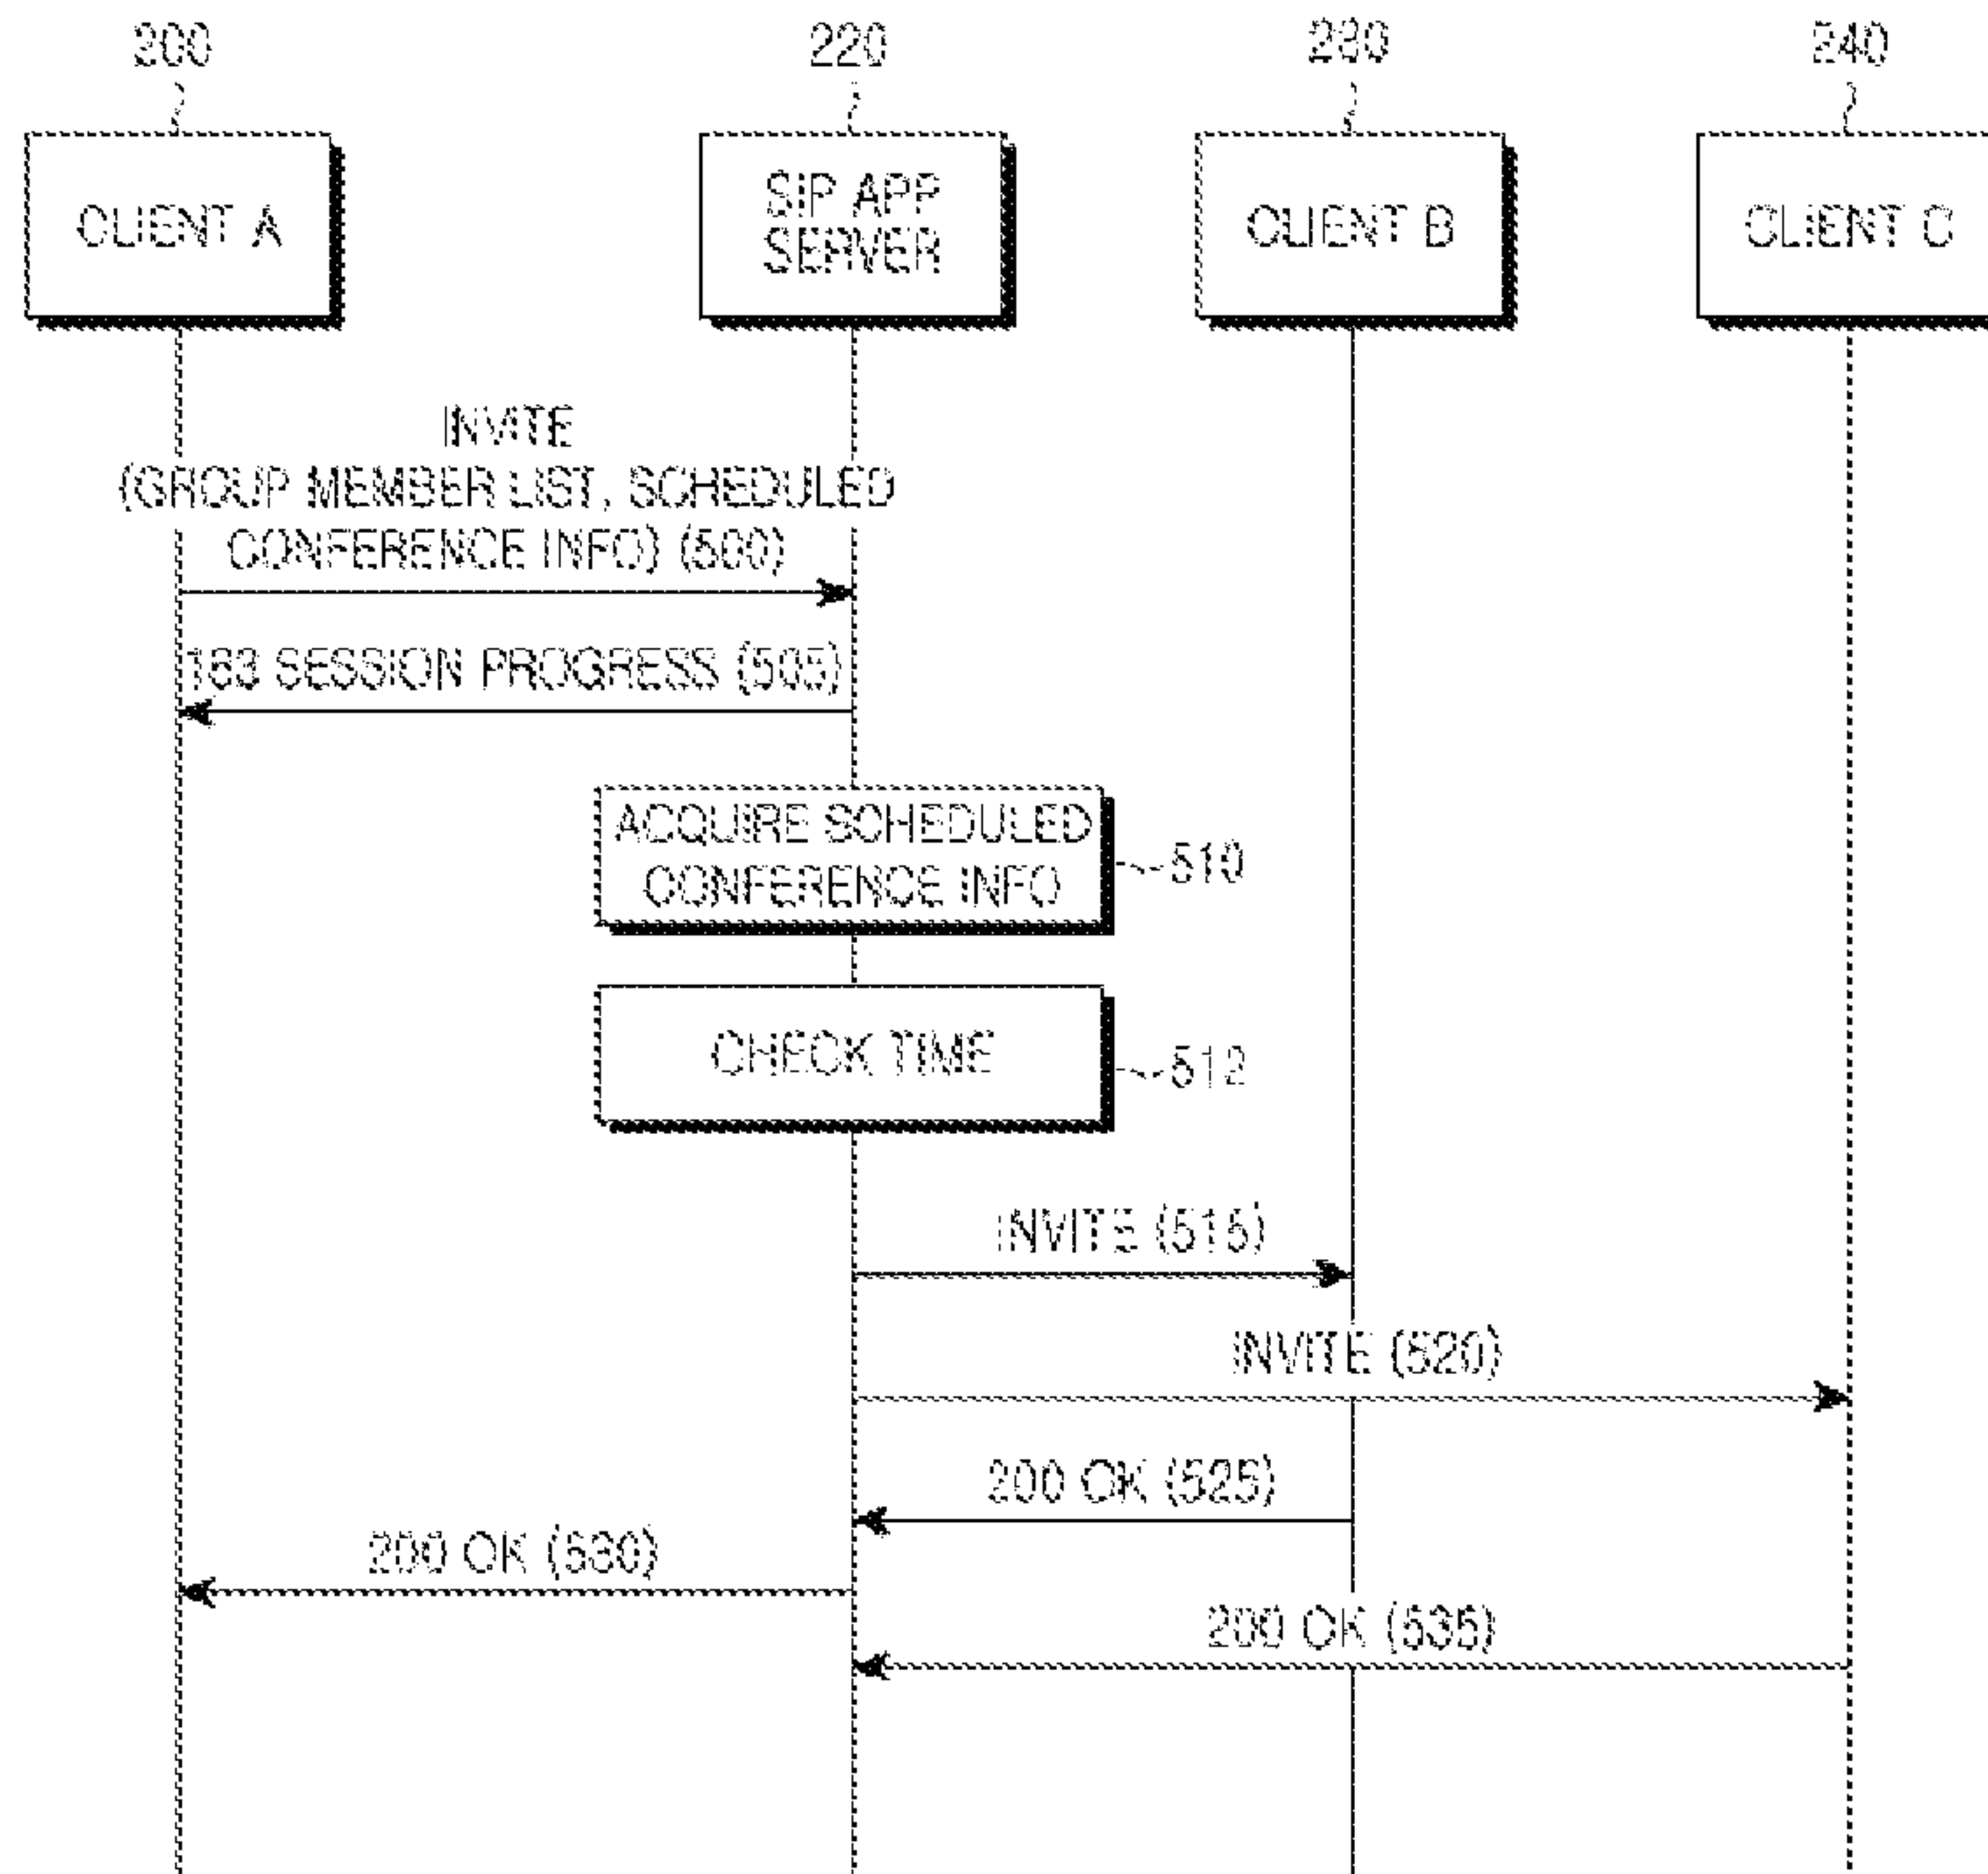 200
220
230
240
CLIENT A
SIP APP
SERVER
CLIENT B
CLIENT C
INVITE
(GROUP MEMBER LIST, SCHEDULED
CONFERENCE INFO) (500)
183 SESSION PROGRESS (505)
ACQUIRE SCHEDULED
CONFERENCE INFO
510
CHECK TIME
512
INVITE (515)
INVITE (520)
200 OK (525)
200 OK (530)
200 OK (535)